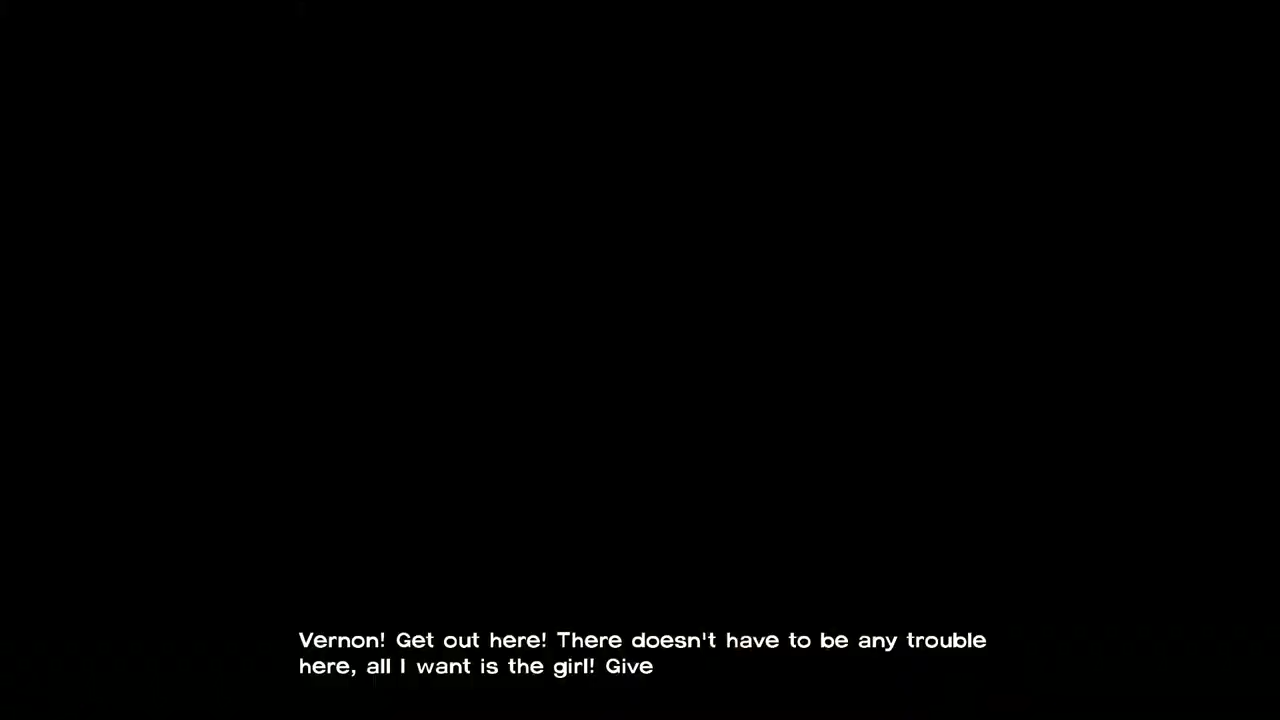 Vernon! Get out here! There doesn't have to be any trouble
here, all I want is the girl! Give